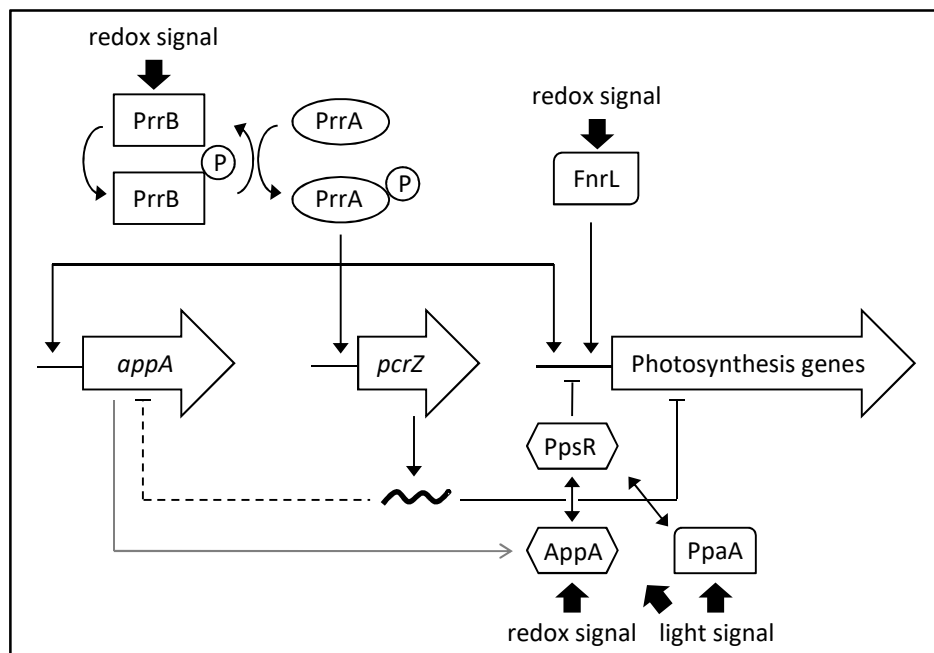 redox signal
PrrB
PrrA
redox signal
P
PrrB
PrrA
P
FnrL
appA
pcrZ
Photosynthesis genes
PpsR
AppA
PpaA
redox signal
light signal